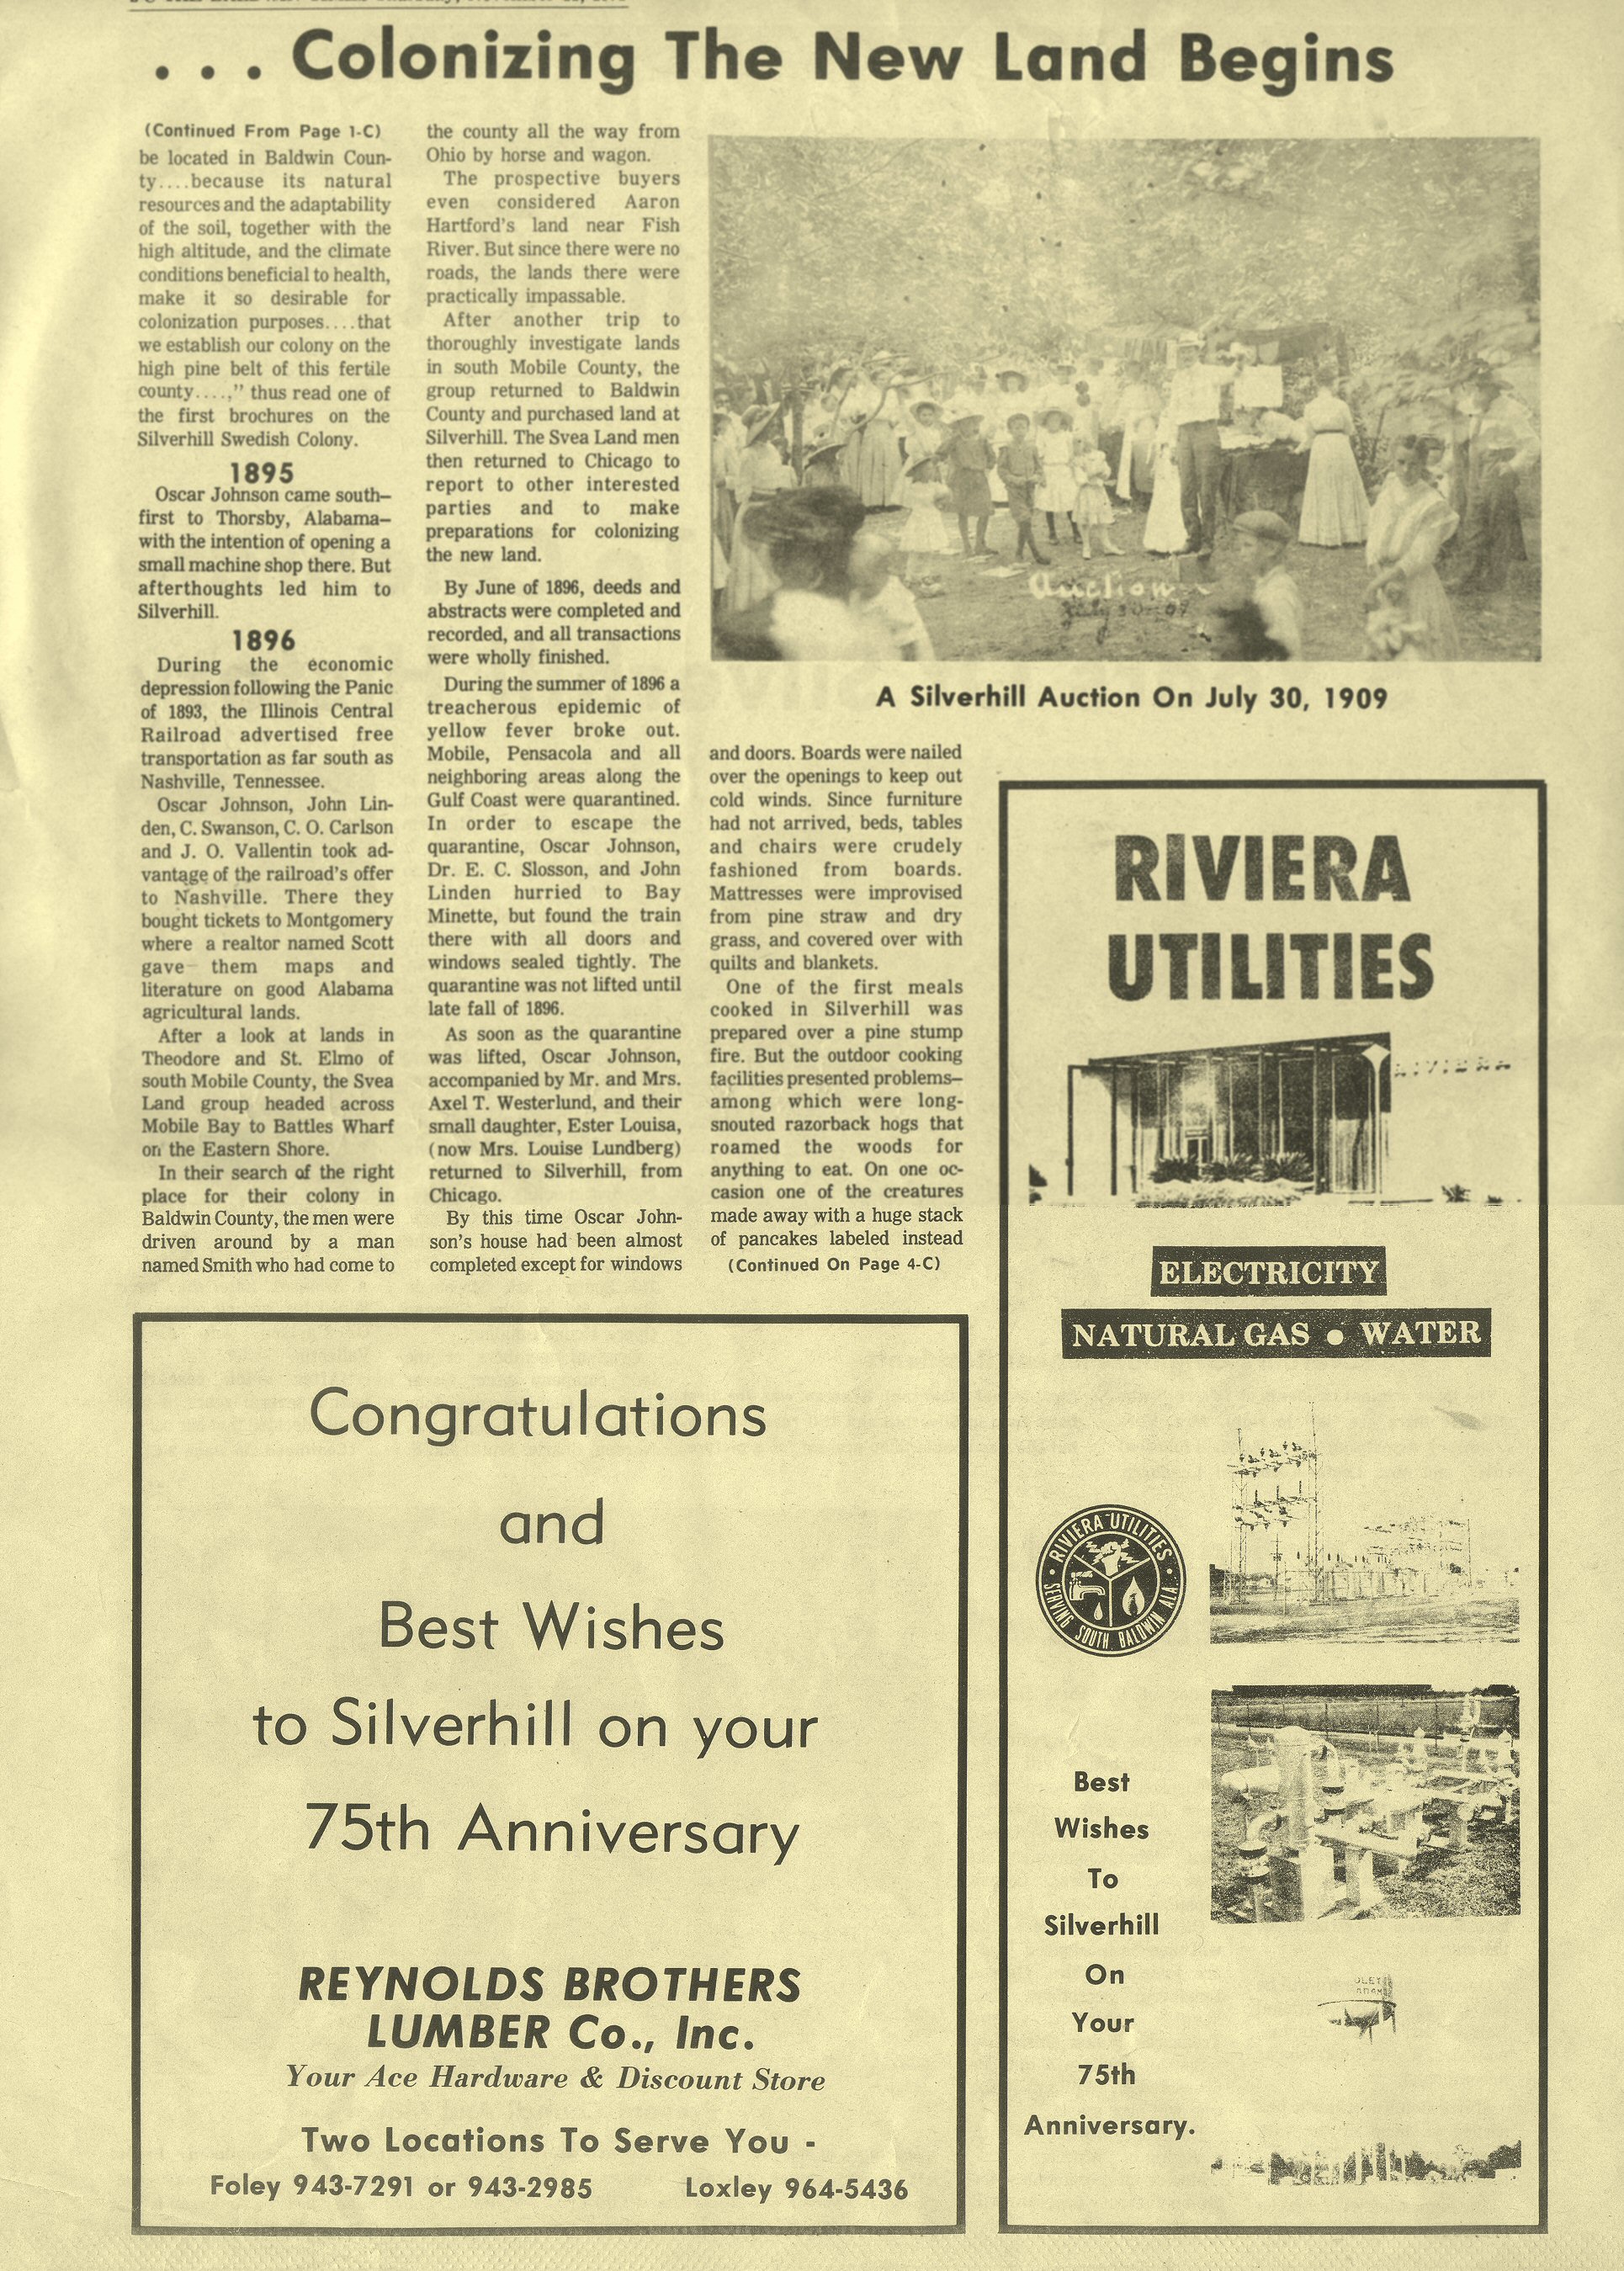 . . . Colonizing The New Land Begins
(Continued From Page 1-C)
be located in Baldwin Coun-
ty....because its natural
resources and the adaptability
of the soil, together with the
high altitude, and the climate
conditions beneficial to health,
make it so desirable for
colonization purposes....that
we establish our colony on the
high pine belt of this fertile
county....," thus read one of
the first brochures on the
Silverhill Swedish Colony.
1895
Oscar Johnson came south—
first to Thorsby, Alabama—
with the intention of opening a
small machine shop there. But
afterthoughts led him to
Silverhill.
1896
During the economic
depression following the Panic
of 1893, the Illinois Central
Railroad advertised free
transportation as far south as
Nashville, Tennessee.
Oscar Johnson, John Lin-
den, C. Swanson, C. O. Carlson
and J. O. Vallentin took ad-
vantage of the railroad's offer
to Nashville. There they
bought tickets to Montgomery
where a realtor named Scott
gave them maps and
literature on good Alabama
agricultural lands.
After a look at lands in
Theodore and St. Elmo of
south Mobile County, the Svea
Land group headed across
Mobile Bay to Battles Wharf
on the Eastern Shore.
In their search of the right
place for their colony in
Baldwin County, the men were
driven around by a man
named Smith who had come to
the county all the way from
Ohio by horse and wagon.
The prospective buyers
even considered Aaron
Hartford's land near Fish
River. But since there were no
roads, the lands there were
practically impassable.
After another trip to
thoroughly investigate lands
in south Mobile County, the
group returned to Baldwin
County and purchased land at
Silverhill. The Svea Land men
then returned to Chicago to
report to other interested
parties and to make
preparations for colonizing
the new land.
By June of 1896, deeds and
abstracts were completed and
recorded, and all transactions
were wholly finished.
During the summer of 1896 a
treacherous epidemic of
yellow fever broke out.
Mobile, Pensacola and all
neighboring areas along the
Gulf Coast were quarantined.
In order to escape the
quarantine, Oscar Johnson,
Dr. E. C. Slosson, and John
Linden hurried to Bay
Minette, but found the train
there with all doors and
windows sealed tightly. The
quarantine was not lifted until
late fall of 1896.
As soon as the quarantine
was lifted, Oscar Johnson,
accompanied by Mr. and Mrs.
Axel T. Westerlund, and their
small daughter, Ester Louisa,
(now Mrs. Louise Lundberg)
returned to Silverhill, from
Chicago.
By this time Oscar John-
son's house had been almost
completed except for windows
Auction
July 30-09
A Silverhill Auction On July 30, 1909
and doors. Boards were nailed
over the openings to keep out
cold winds. Since furniture
had not arrived, beds, tables
and chairs were crudely
fashioned from boards.
Mattresses were improvised
from pine straw and dry
grass, and covered over with
quilts and blankets.
One of the first meals
cooked in Silverhill was
prepared over a pine stump
fire. But the outdoor cooking
facilities presented problems—
among which were long-
snouted razorback hogs that
roamed the woods for
anything to eat. On one oc-
casion one of the creatures
made away with a huge stack
of pancakes labeled instead
(Continued On Page 4-C)
RIVIERA
UTILITIES
RIVIERA
ELECTRICITY
NATURAL GAS • WATER
RIVIERA UTILITIES
SERVING SOUTH BALDWIN ALA.
Best
Wishes
To
Silverhill
On
Your
75th
Anniversary.
Congratulations
and
Best Wishes
to Silverhill on your
75th Anniversary
REYNOLDS BROTHERS
LUMBER Co., Inc.
Your Ace Hardware & Discount Store
Two Locations To Serve You -
Foley 943-7291 or 943-2985 Loxley 964-5436